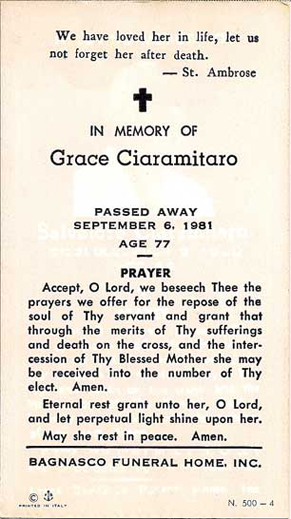 We have loved her in life, let us
not forget her after death.
— St. Ambrose
IN MEMORY OF
Grace Ciaramitaro
PASSED AWAY
SEPTEMBER 6, 1981
AGE 77
PRAYER
Accept, O Lord, we beseech Thee the
prayers we offer for the repose of the
soul of Thy servant and grant that
through the merits of Thy sufferings
and death on the cross, and the inter-
cession of Thy Blessed Mother she may
be received into the number of Thy
elect. Amen.
Eternal rest grant unto her, O Lord,
and let perpetual light shine upon her.
May she rest in peace. Amen.
BAGNASCO FUNERAL HOME, INC.
©
PRINTED IN ITALY
N. 500 – 4